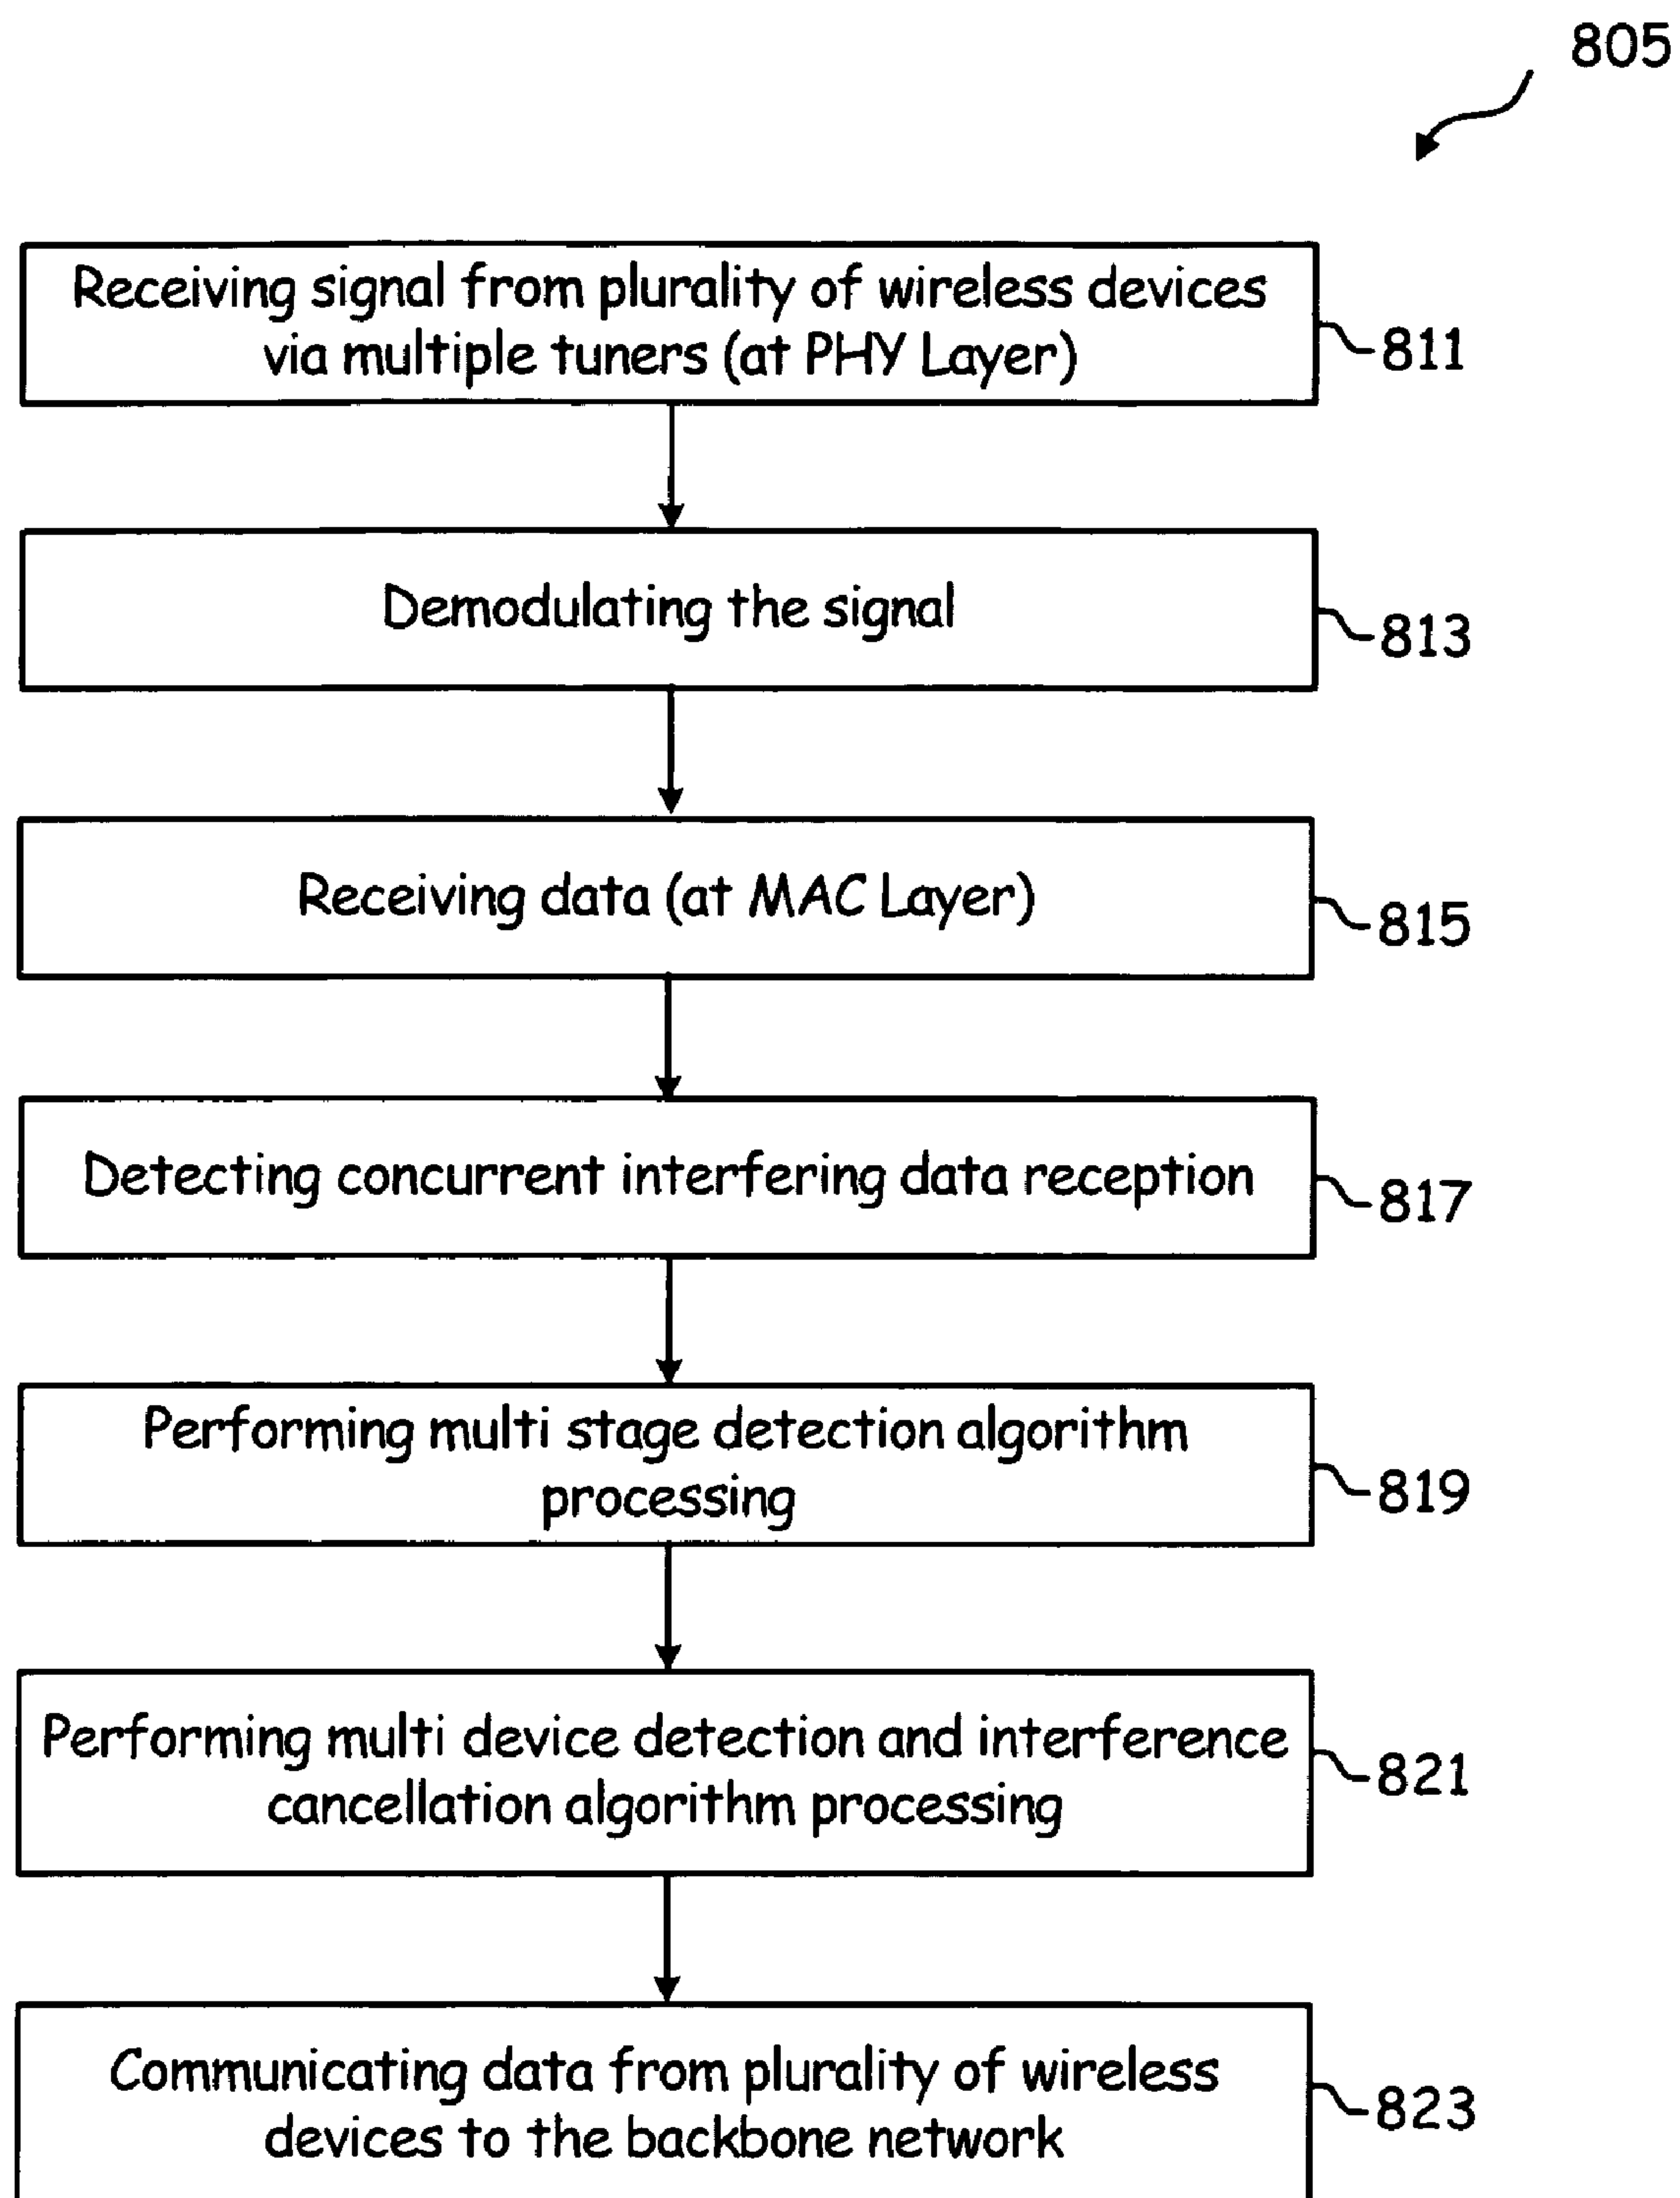 805
Receiving signal from plurality of wireless devices
via multiple tuners (at PHY Layer)
811
Demodulating the signal
813
Receiving data (at MAC Layer)
815
Detecting concurrent interfering data reception
817
Performing multi stage detection algorithm
processing
819
Performing multi device detection and interference
cancellation algorithm processing
821
Communicating data from plurality of wireless
devices to the backbone network
823